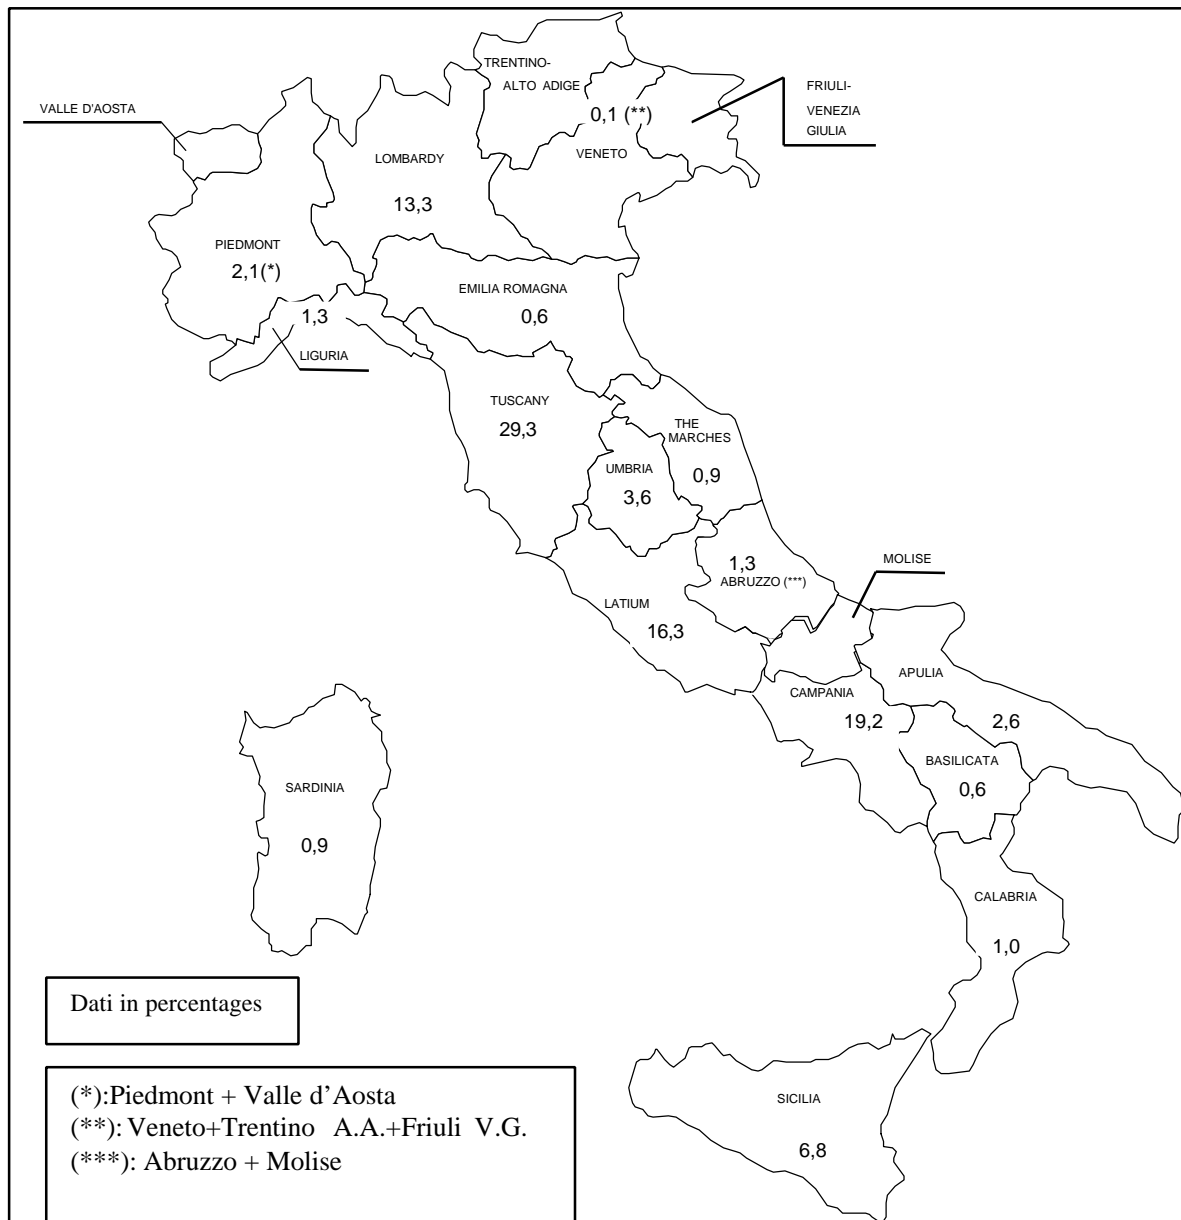 TRENTINO-
ALTO ADIGE
0,1 (**)
FRIULI-
VENEZIA
GIULIA
VALLE D'AOSTA
LOMBARDY
13,3
VENETO
PIEDMONT
2,1(*)
EMILIA ROMAGNA
0,6
1,3
LIGURIA
TUSCANY
29,3
THE
MARCHES
0,9
UMBRIA
3,6
1,3
ABRUZZO (***)
MOLISE
LATIUM
16,3
APULIA
2,6
CAMPANIA
19,2
BASILICATA
0,6
SARDINIA
0,9
CALABRIA
1,0
Dati in percentages
(*):Piedmont + Valle d’Aosta
(**): Veneto+Trentino A.A.+Friuli V.G.
(***): Abruzzo + Molise
SICILIA
6,8